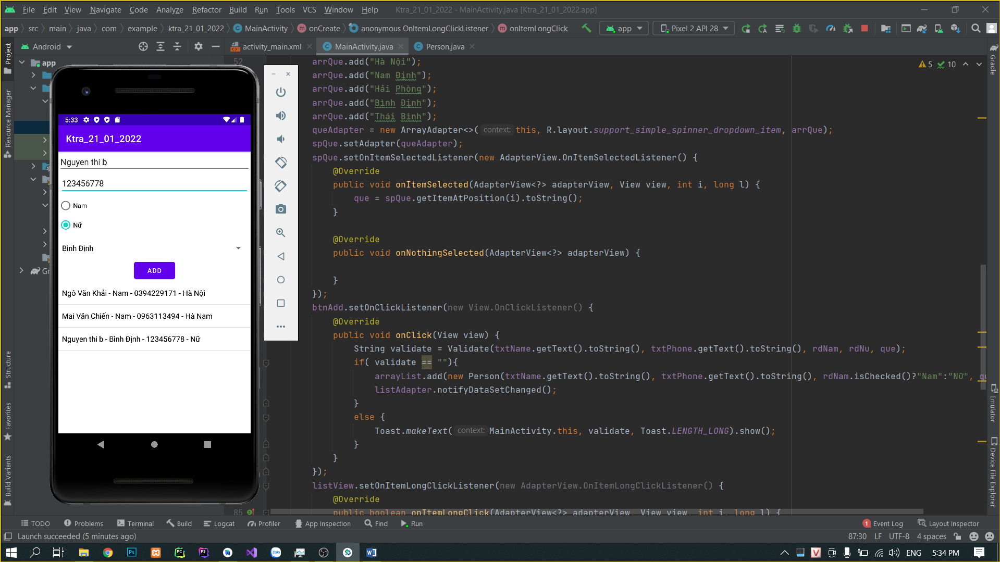 File Edit View Navigate Code Analyze Refactor Build Run Tools VCS Window Help Ktra_21_01_2022 - MainActivity.java [Ktra_21_01_2022.app]
app src main java com example ktra_21_01_2022 MainActivity onCreate anonymous OnItemLongClickListener onItemLongClick app Pixel 2 API 28
Android activity_main.xml MainActivity.java Person.java
Project
Resource Manager
Structure
Favorites
Build Variants
app
Gr
5:33
Ktra_21_01_2022
Nguyen thi b
123456778
Nam
Nữ
Bình Định
ADD
Ngô Văn Khải - Nam - 0394229171 - Hà Nội
Mai Văn Chiến - Nam - 0963113494 - Hà Nam
Nguyen thi b - Bình Định - 123456778 - Nữ
52
arrQue.add("Hà Nội");
arrQue.add("Nam Định");
arrQue.add("Hải Phòng");
arrQue.add("Bình Định");
arrQue.add("Thái Bình");
queAdapter = new ArrayAdapter<>( context: this, R.layout.support_simple_spinner_dropdown_item, arrQue);
spQue.setAdapter(queAdapter);
spQue.setOnItemSelectedListener(new AdapterView.OnItemSelectedListener() {
@Override
public void onItemSelected(AdapterView<?> adapterView, View view, int i, long l) {
que = spQue.getItemAtPosition(i).toString();
}
@Override
public void onNothingSelected(AdapterView<?> adapterView) {
}
});
btnAdd.setOnClickListener(new View.OnClickListener() {
@Override
public void onClick(View view) {
String validate = Validate(txtName.getText().toString(), txtPhone.getText().toString(), rdNam, rdNu, que);
if( validate == ""){
arrayList.add(new Person(txtName.getText().toString(), txtPhone.getText().toString(), rdNam.isChecked()?"Nam":"Nữ", qu
listAdapter.notifyDataSetChanged();
}
else {
Toast.makeText( context: MainActivity.this, validate, Toast.LENGTH_LONG).show();
}
}
});
listView.setOnItemLongClickListener(new AdapterView.OnItemLongClickListener() {
@Override
85 public boolean onItemLongClick(AdapterView<?> adapterView, View view, int i, long l) {
5 10
Gradle
Emulator
Device File Explorer
TODO Problems Terminal Build Logcat Profiler App Inspection Find Run 1 Event Log Layout Inspector
Launch succeeded (5 minutes ago) 87:30 LF UTF-8 4 spaces
ENG 5:34 PM